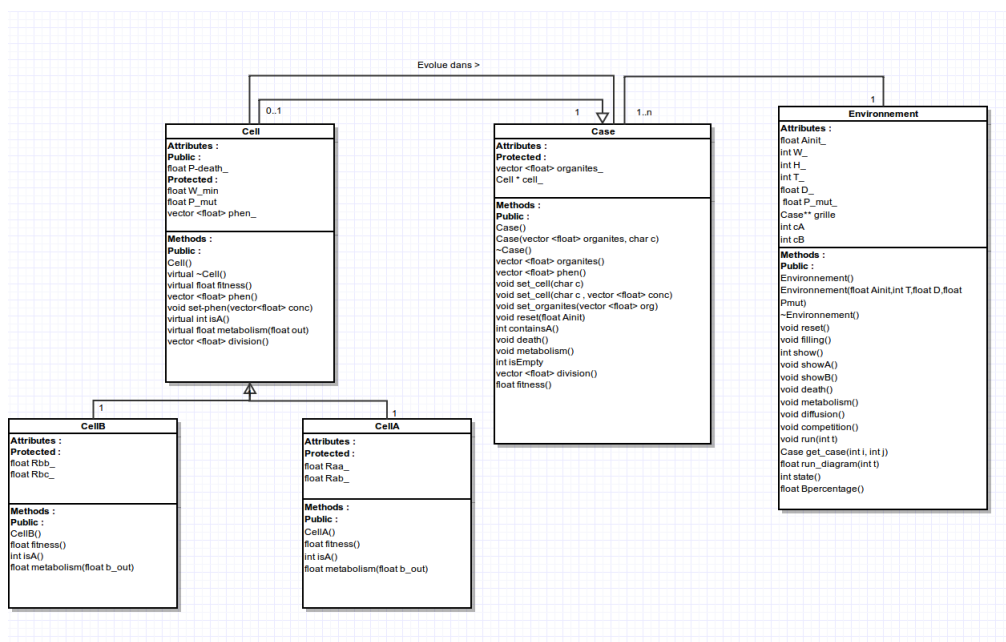 Evolue dans >
0..1
1
1..n
1
Cell
Attributes :
Public :
float P-death_
Protected :
float W_min
float P_mut
vector <float> phen_
Methods :
Public :
Cell()
virtual ~Cell()
virtual float fitness()
vector <float> phen()
void set-phen(vector<float> conc)
virtual int isA()
virtual float metabolism(float out)
vector <float> division()
Case
Attributes :
Protected :
vector <float> organites_
Cell * cell_
Methods :
Public :
Case()
Case(vector <float> organites, char c)
~Case()
vector <float> organites()
vector <float> phen()
void set_cell(char c)
void set_cell(char c , vector <float> conc)
void set_organites(vector <float> org)
void reset(float Ainit)
int containsA()
void death()
void metabolism()
int isEmpty
vector <float> division()
float fitness()
Environnement
Attributes :
float Ainit_
int W_
int H_
int T_
float D_
float P_mut_
Case** grille
int cA
int cB
Methods :
Public :
Environnement()
Environnement(float Ainit,int T,float D,float
Pmut)
~Environnement()
void reset()
void filling()
int show()
void showA()
void showB()
void death()
void metabolism()
void diffusion()
void competition()
void run(int t)
Case get_case(int i, int j)
float run_diagram(int t)
int state()
float Bpercentage()
1
1
CellB
Attributes :
Protected :
float Rbb_
float Rbc_
Methods :
Public :
CellB()
float fitness()
int isA()
float metabolism(float b_out)
CellA
Attributes :
Protected :
float Raa_
float Rab_
Methods :
Public :
CellA()
float fitness()
int isA()
float metabolism(float b_out)